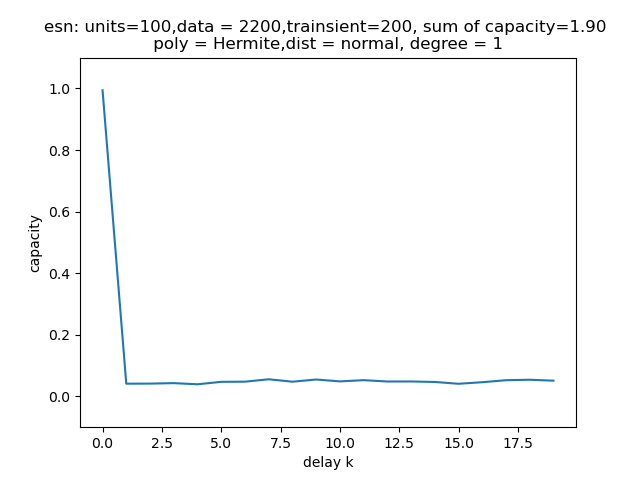 esn: units=100,data = 2200,trainsient=200, sum of capacity=1.90
poly = Hermite,dist = normal, degree = 1
1.0
0.8
0.6
0.4
0.2
0.0
capacity
0.0 2.5 5.0 7.5 10.0 12.5 15.0 17.5
delay k